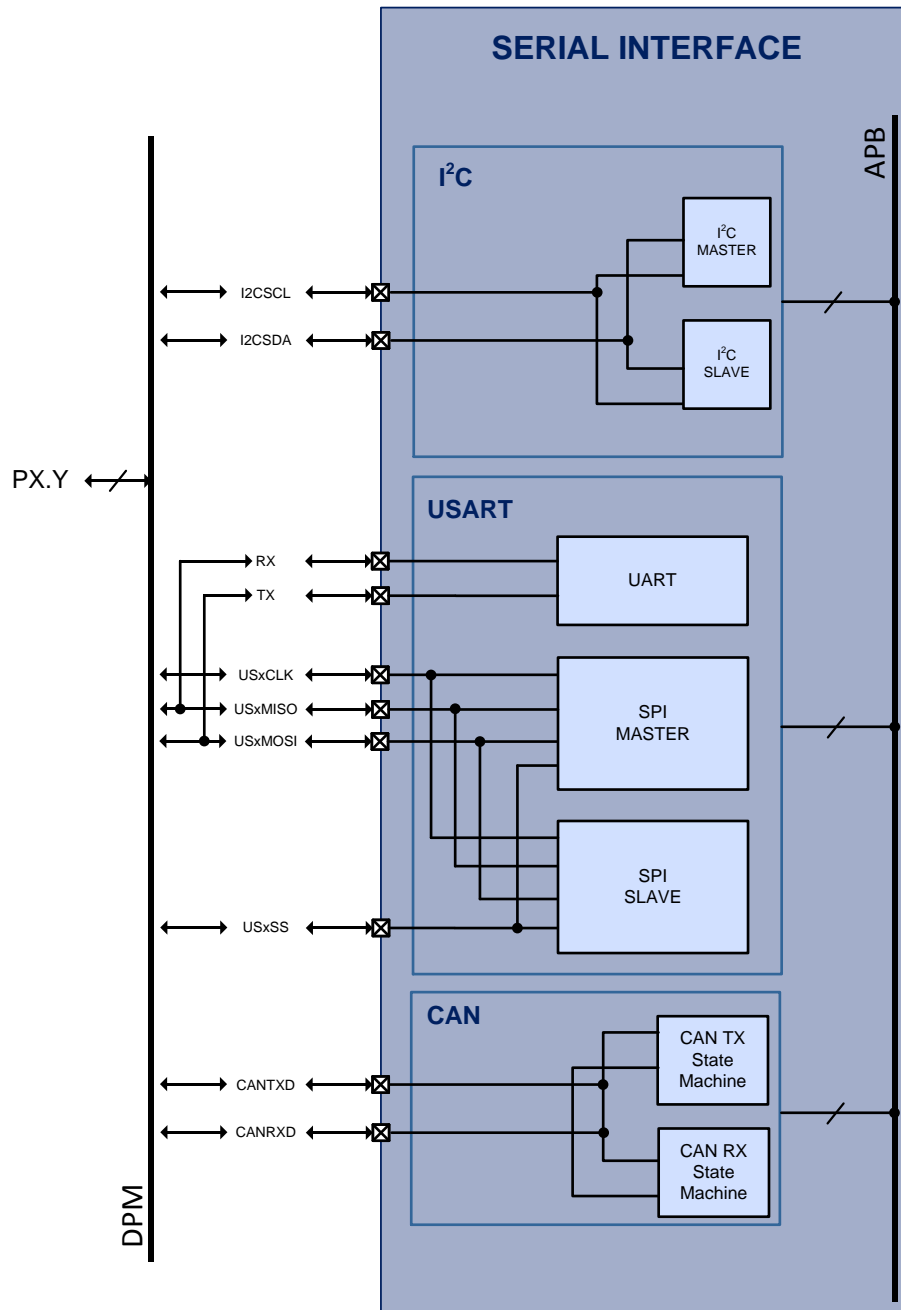 SERIAL INTERFACE
APB
I²C
I²C
MASTER
I2CSCL
I2CSDA
I²C
SLAVE
PX.Y
USART
RX
UART
TX
USxCLK
USxMISO
SPI
MASTER
USxMOSI
SPI
SLAVE
USxSS
CAN
CAN TX
State
Machine
CANTXD
CANRXD
CAN RX
State
Machine
DPM